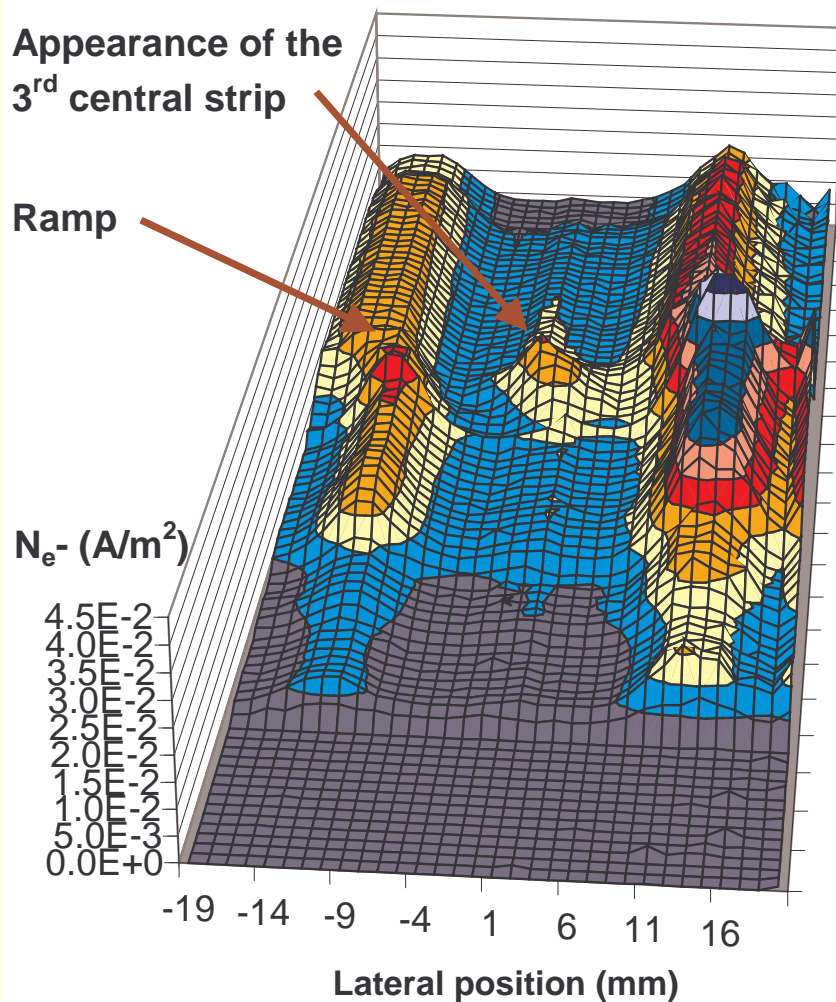 Appearance of the
3rd central strip
Ramp
Ne- (A/m2)
4.5E-2
4.0E-2
3.5E-2
3.0E-2
2.5E-2
2.0E-2
1.5E-2
1.0E-2
5.0E-3
0.0E+0
-19 -14 -9 -4 1 6 11 16
Lateral position (mm)